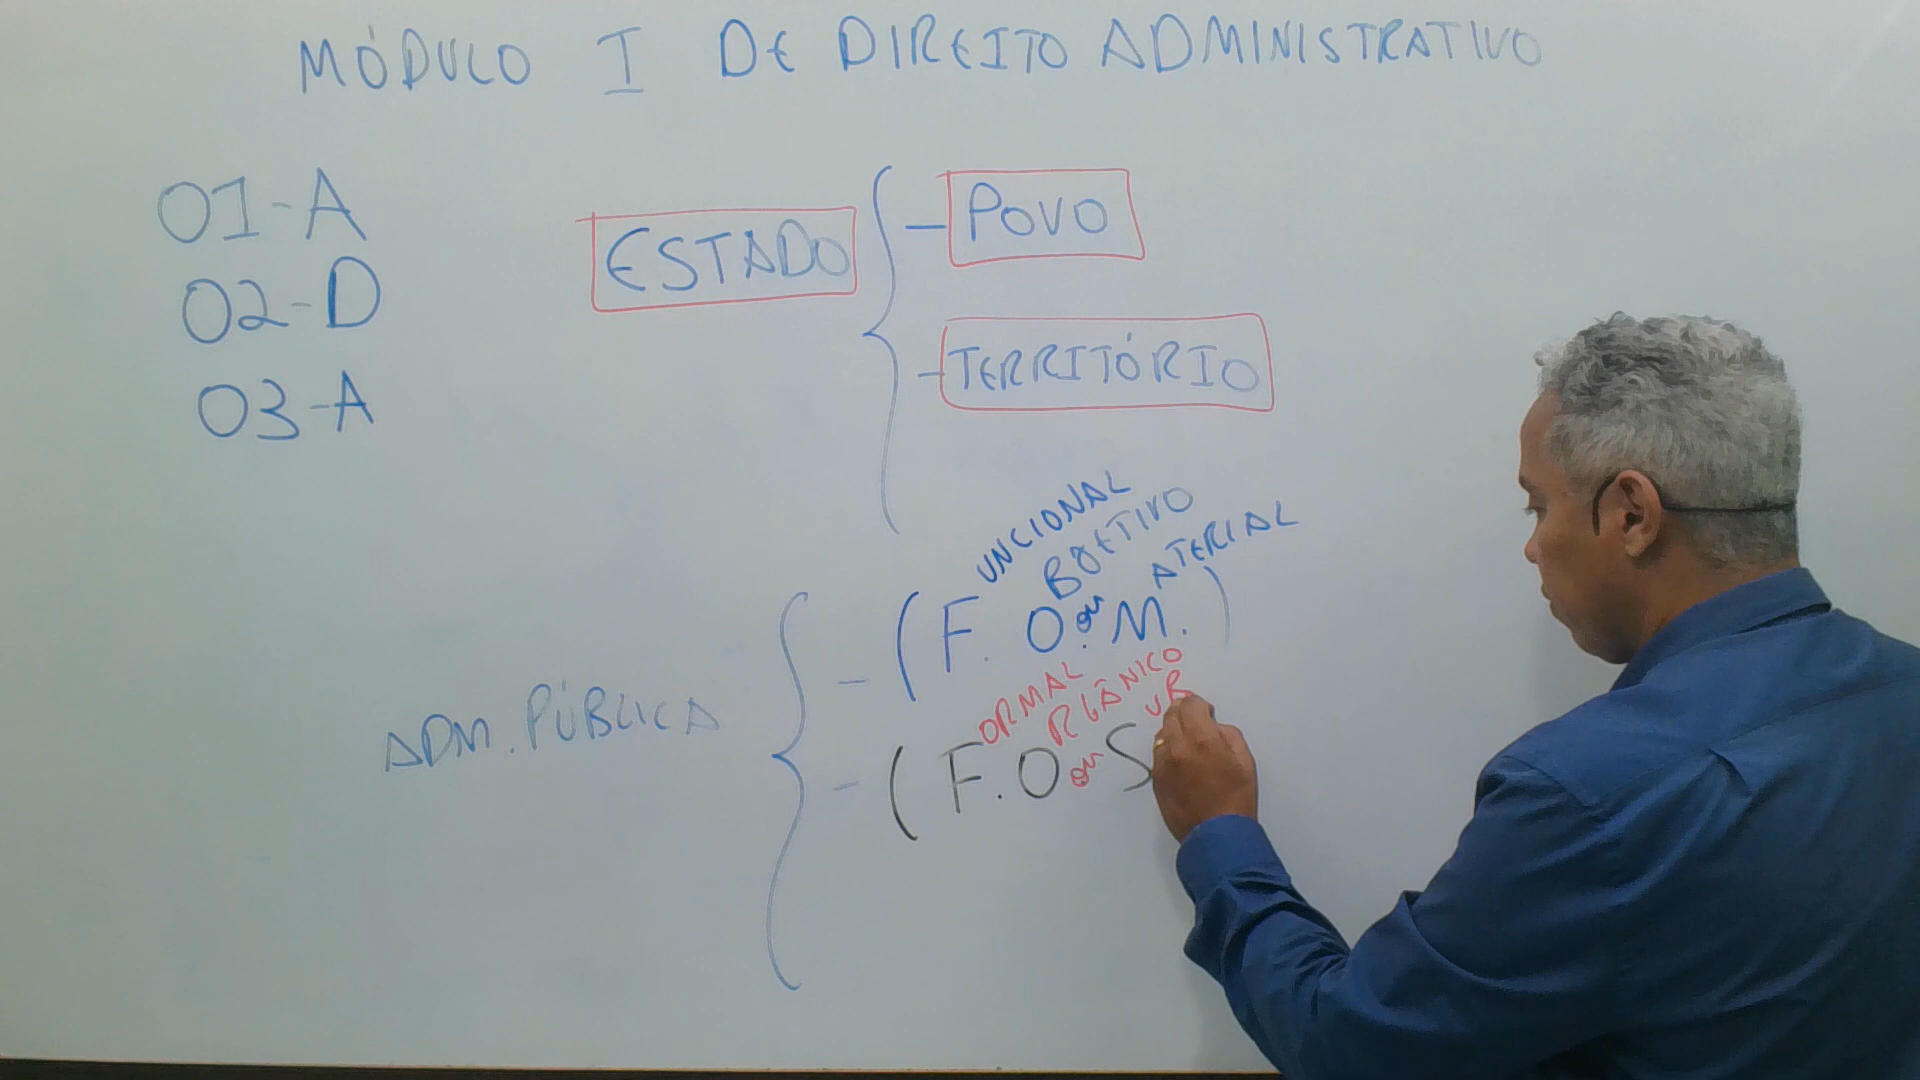 MÓDULO I DE DIREITO ADMINISTRATIVO
01-A
02-D
03-A
ESTADO
- POVO
- TERRITÓRIO
ADM. PÚBLICA
UNCIONAL
BJETIVO
ATERIAL
- (F. O. ou M.)
ORMAL
RGÂNICO
UB
- (F. O ou S